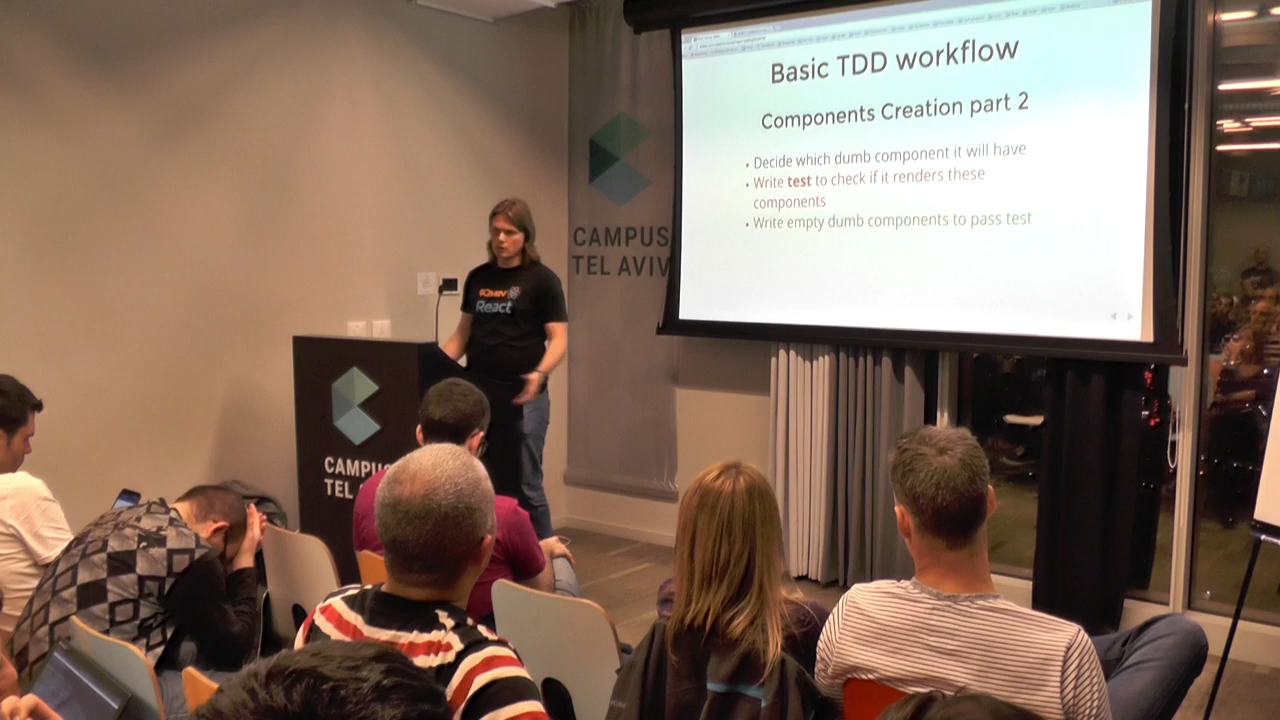 Basic TDD workflow
Components Creation part 2
• Decide which dumb component it will have
• Write test to check if it renders these
components
• Write empty dumb components to pass test
CAMPUS
TEL AVIV
React
CAMPUS
TEL